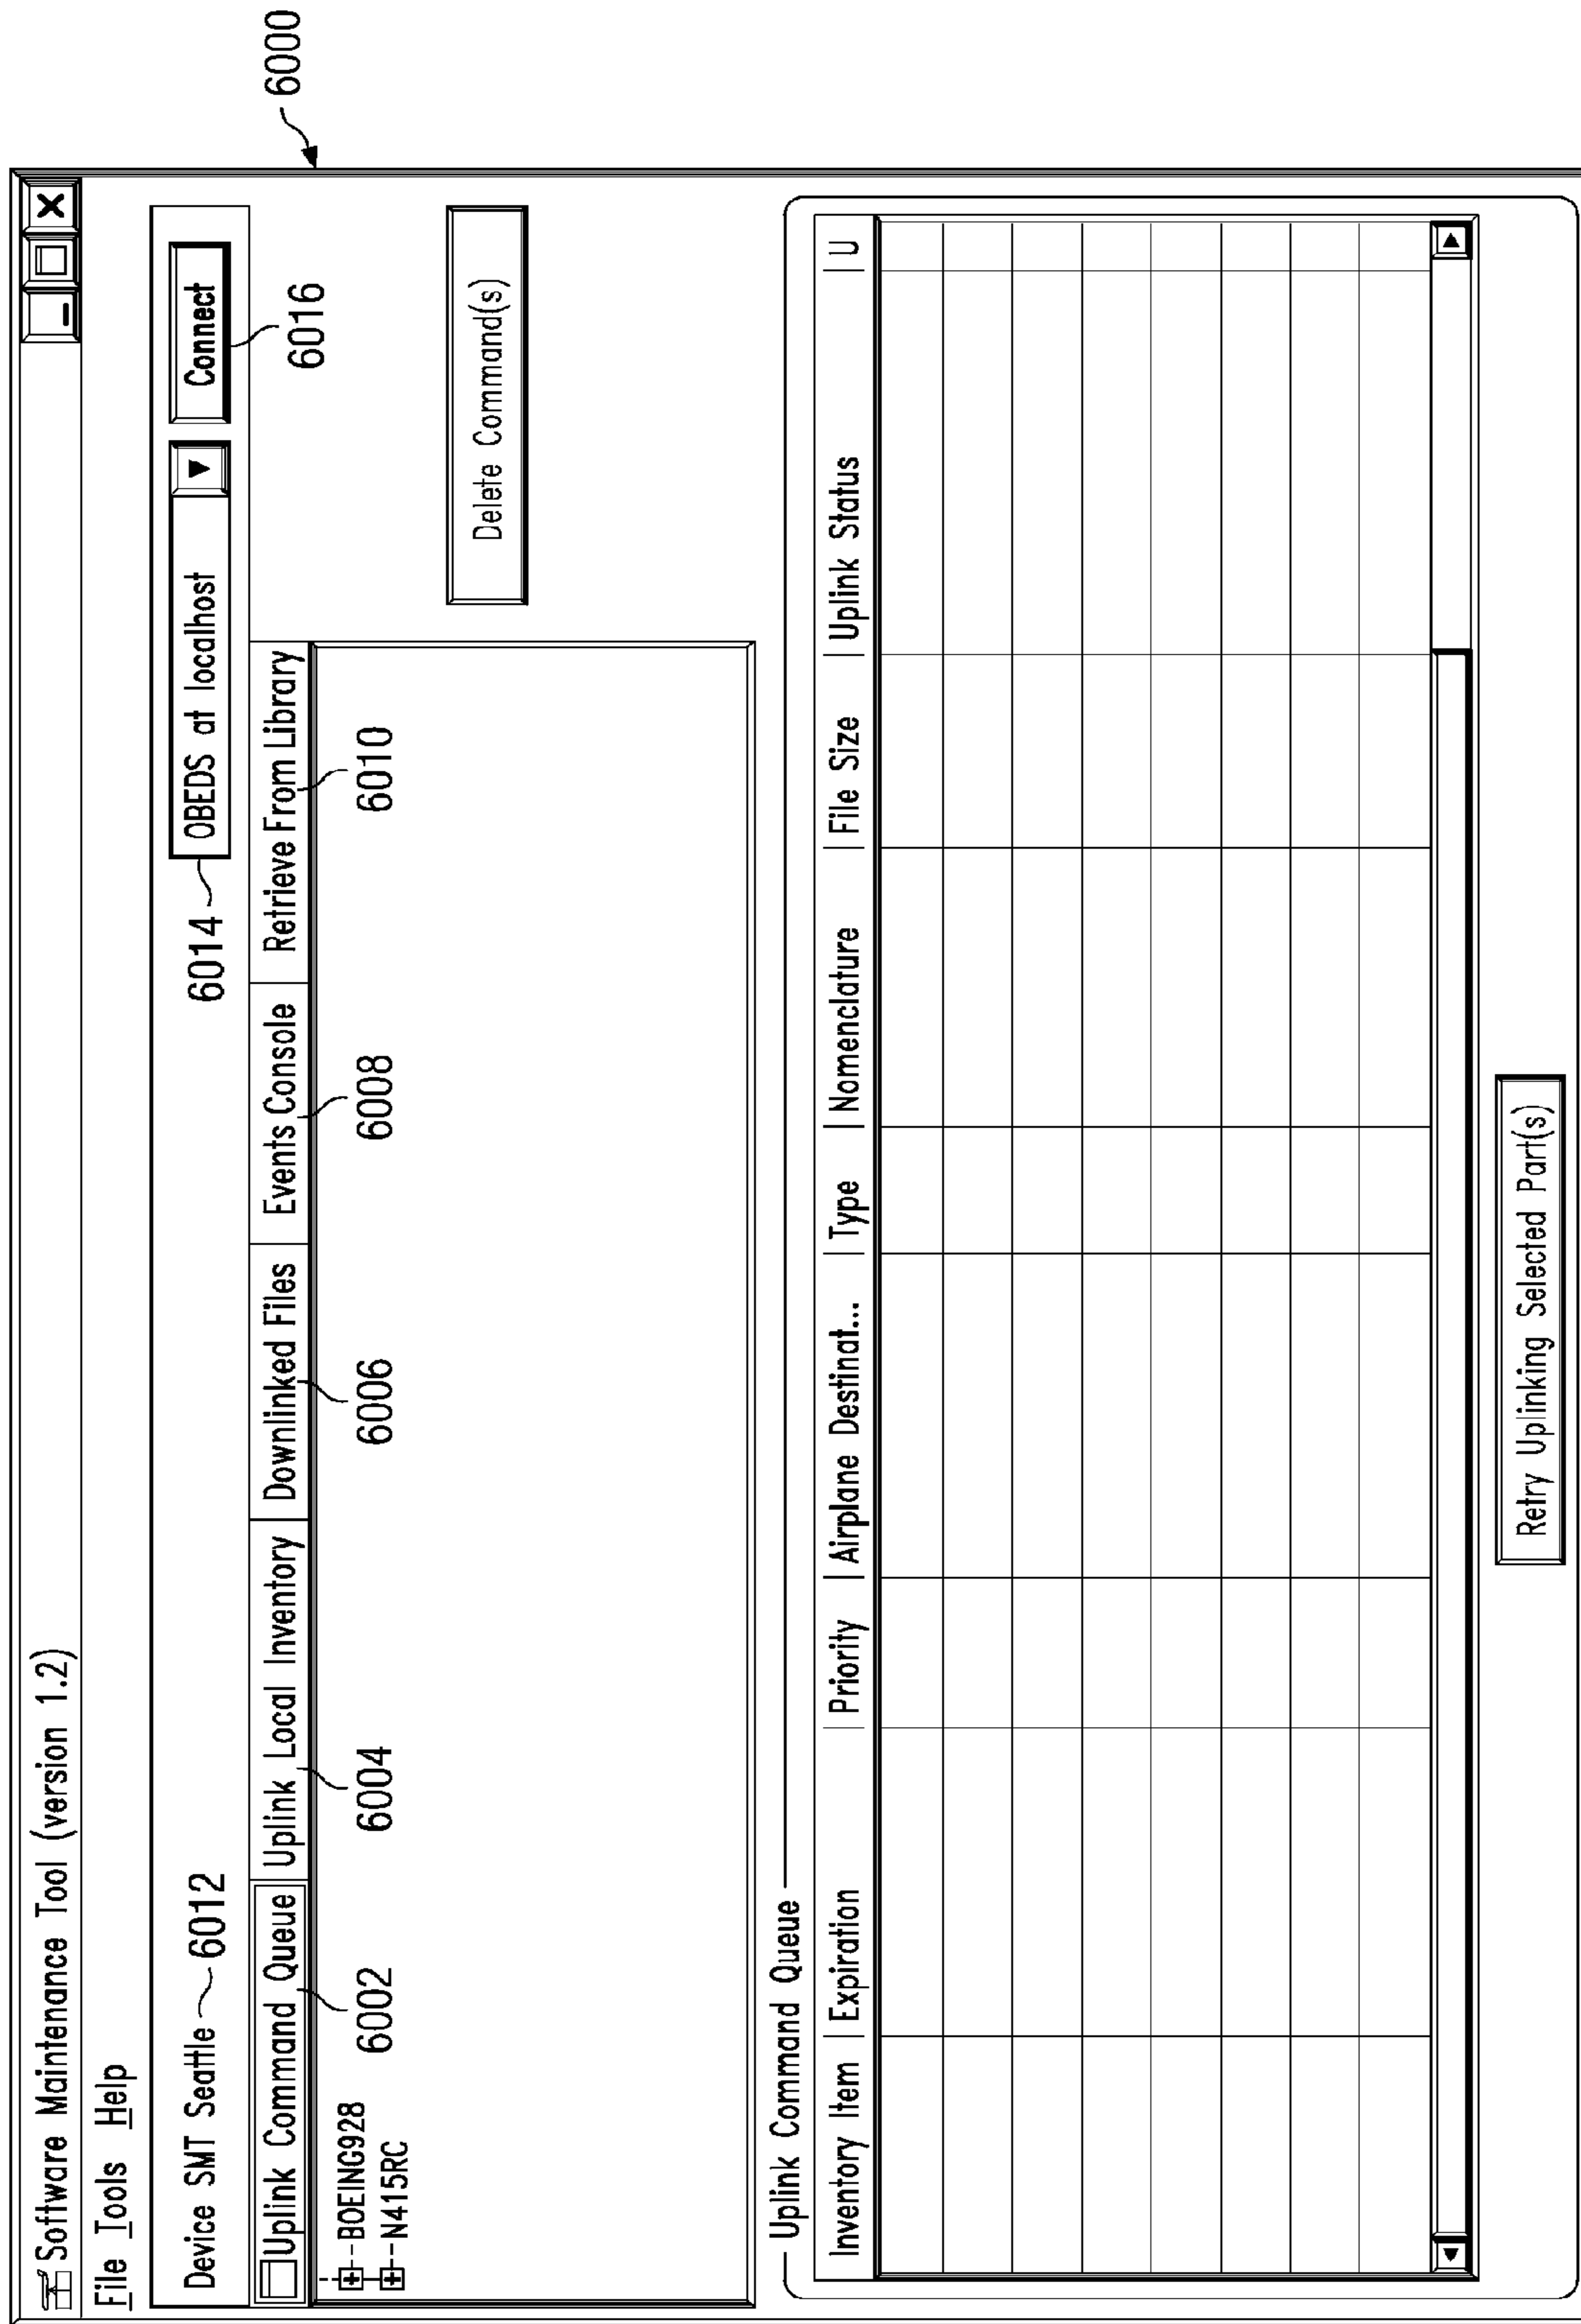 6000
Software Maintenance Tool (version 1.2)
File Tools Help
Device SMT Seattle 6012
6014 OBEDS at localhost
Connect
6016
Uplink Command Queue Uplink Local Inventory Downlinked Files Events Console Retrieve From Library
6002 6004 6006 6008 6010
BOEING928
N415RC
Delete Command(s)
Uplink Command Queue
Inventory Item Expiration Priority Airplane Destinat... Type Nomenclature File Size Uplink Status U
Retry Uplinking Selected Part(s)